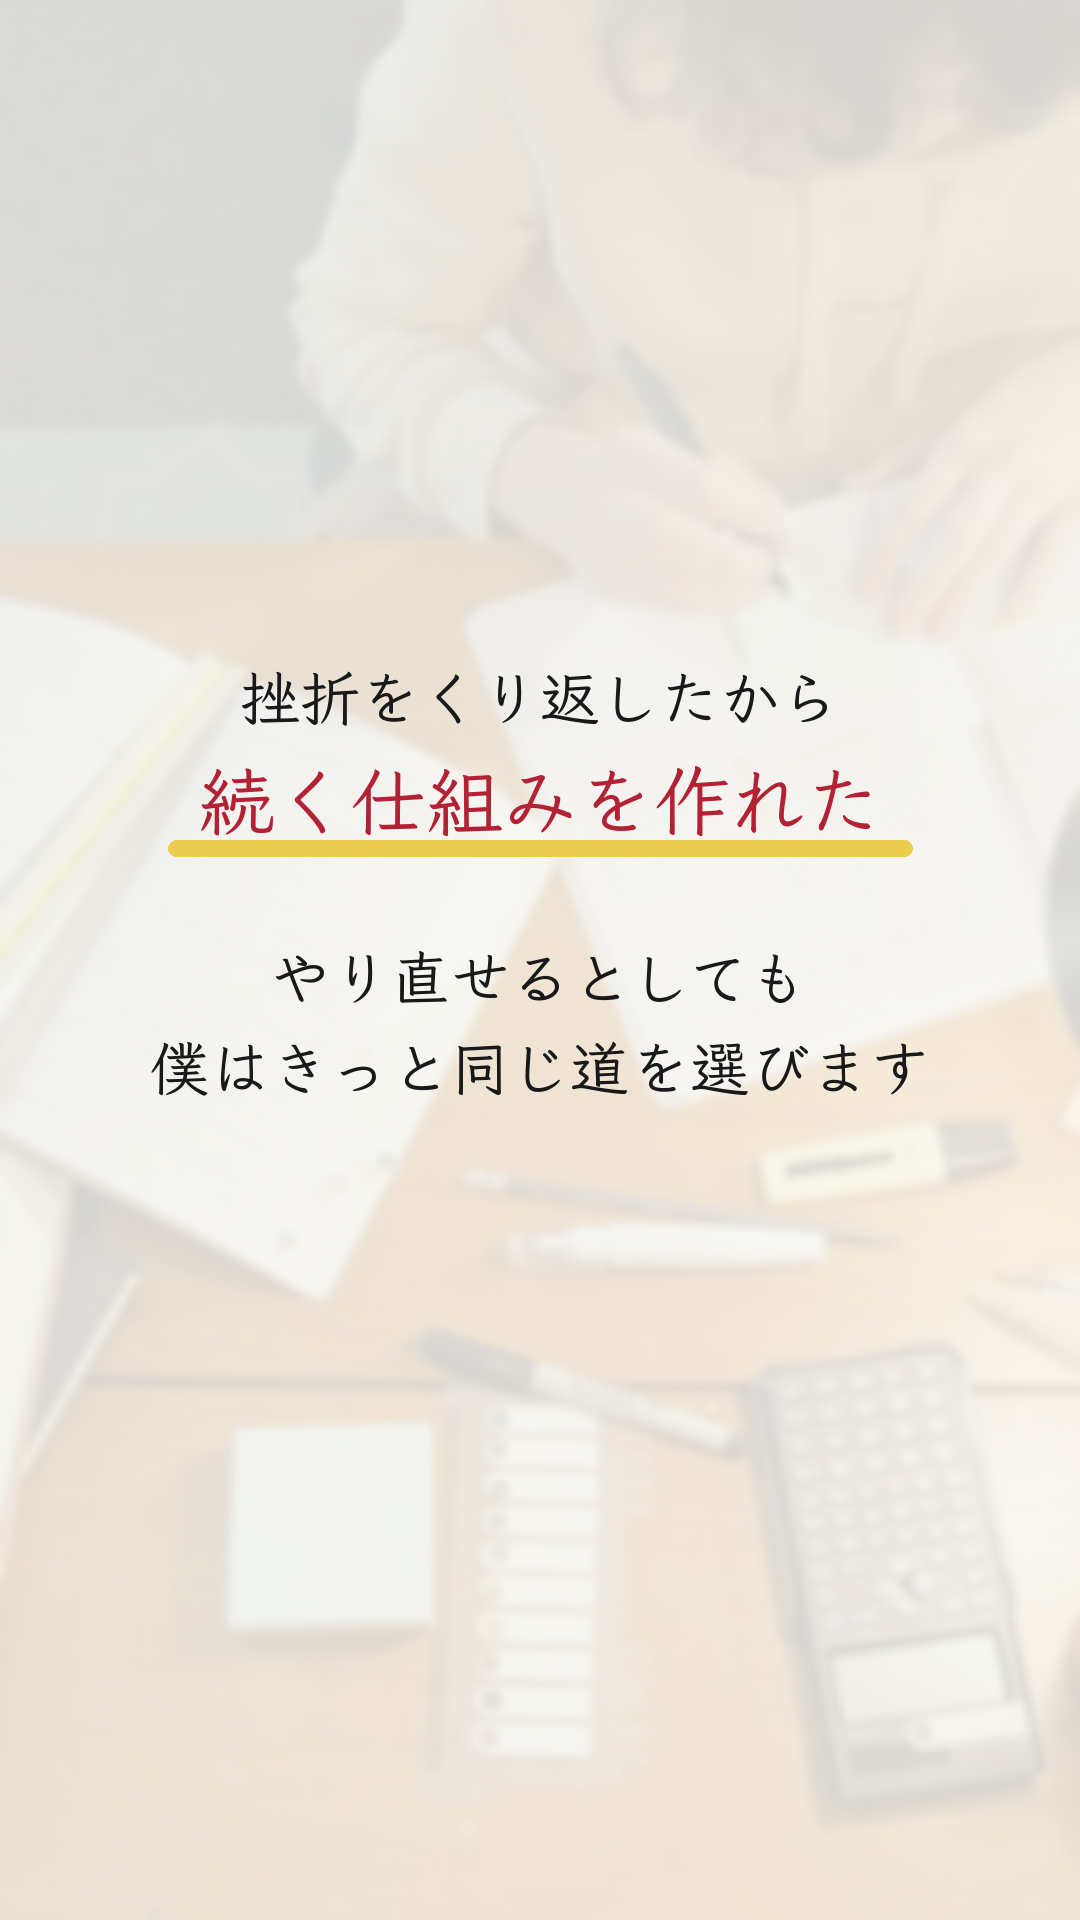 挫折をくり返したから
続く仕組みを作れた
やり直せるとしても
僕はきっと同じ道を選びます